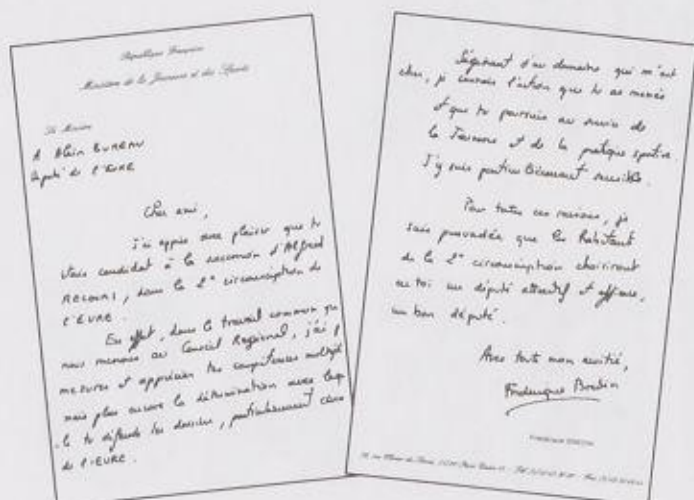 République Française
Ministère de la Jeunesse et des Sports
Le Ministre
A Alain BUREAU
Député de l'EURE
Cher ami,
J'ai appris avec plaisir que tu
étais candidat à la succession d'Alfred
RECOURS, dans la 2e circonscription de
l'EURE.
En effet, dans le travail commun que
nous menons au Conseil Régional, j'ai pu
mesurer et apprécier tes compétences multiples
mais plus encore la détermination avec
le tu défends les dossiers, particulièrement ceux
de l'EURE.
S'agissant d'un domaine qui m'est
cher, je connais l'action que tu as menée
et que tu poursuis au service de
la Jeunesse et de la pratique sportive.
J'y suis particulièrement sensible.
Pour toutes ces raisons, je
suis persuadée que les habitants
de la 2e circonscription choisiront
en toi un député attentif et efficace,
un bon député.
Avec toute mon amitié,
Frédérique Bredin